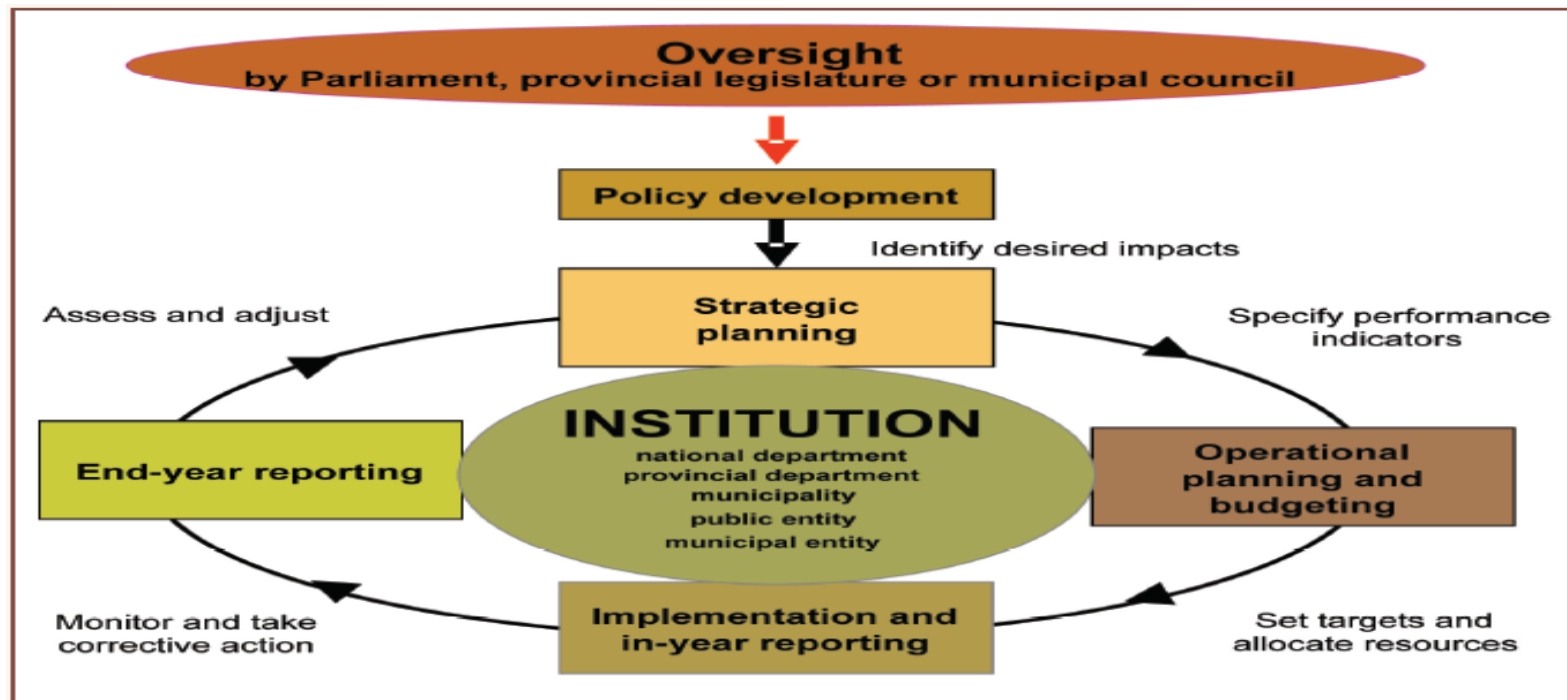 Oversight
by Parliament, provincial legislature or municipal council
Policy development
Identify desired impacts
Strategic
planning
Assess and adjust
Specify performance
indicators
INSTITUTION
national department
provincial department
municipality
public entity
municipal entity
End-year reporting
Operational
planning and
budgeting
Implementation and
in-year reporting
Monitor and take
corrective action
Set targets and
allocate resources